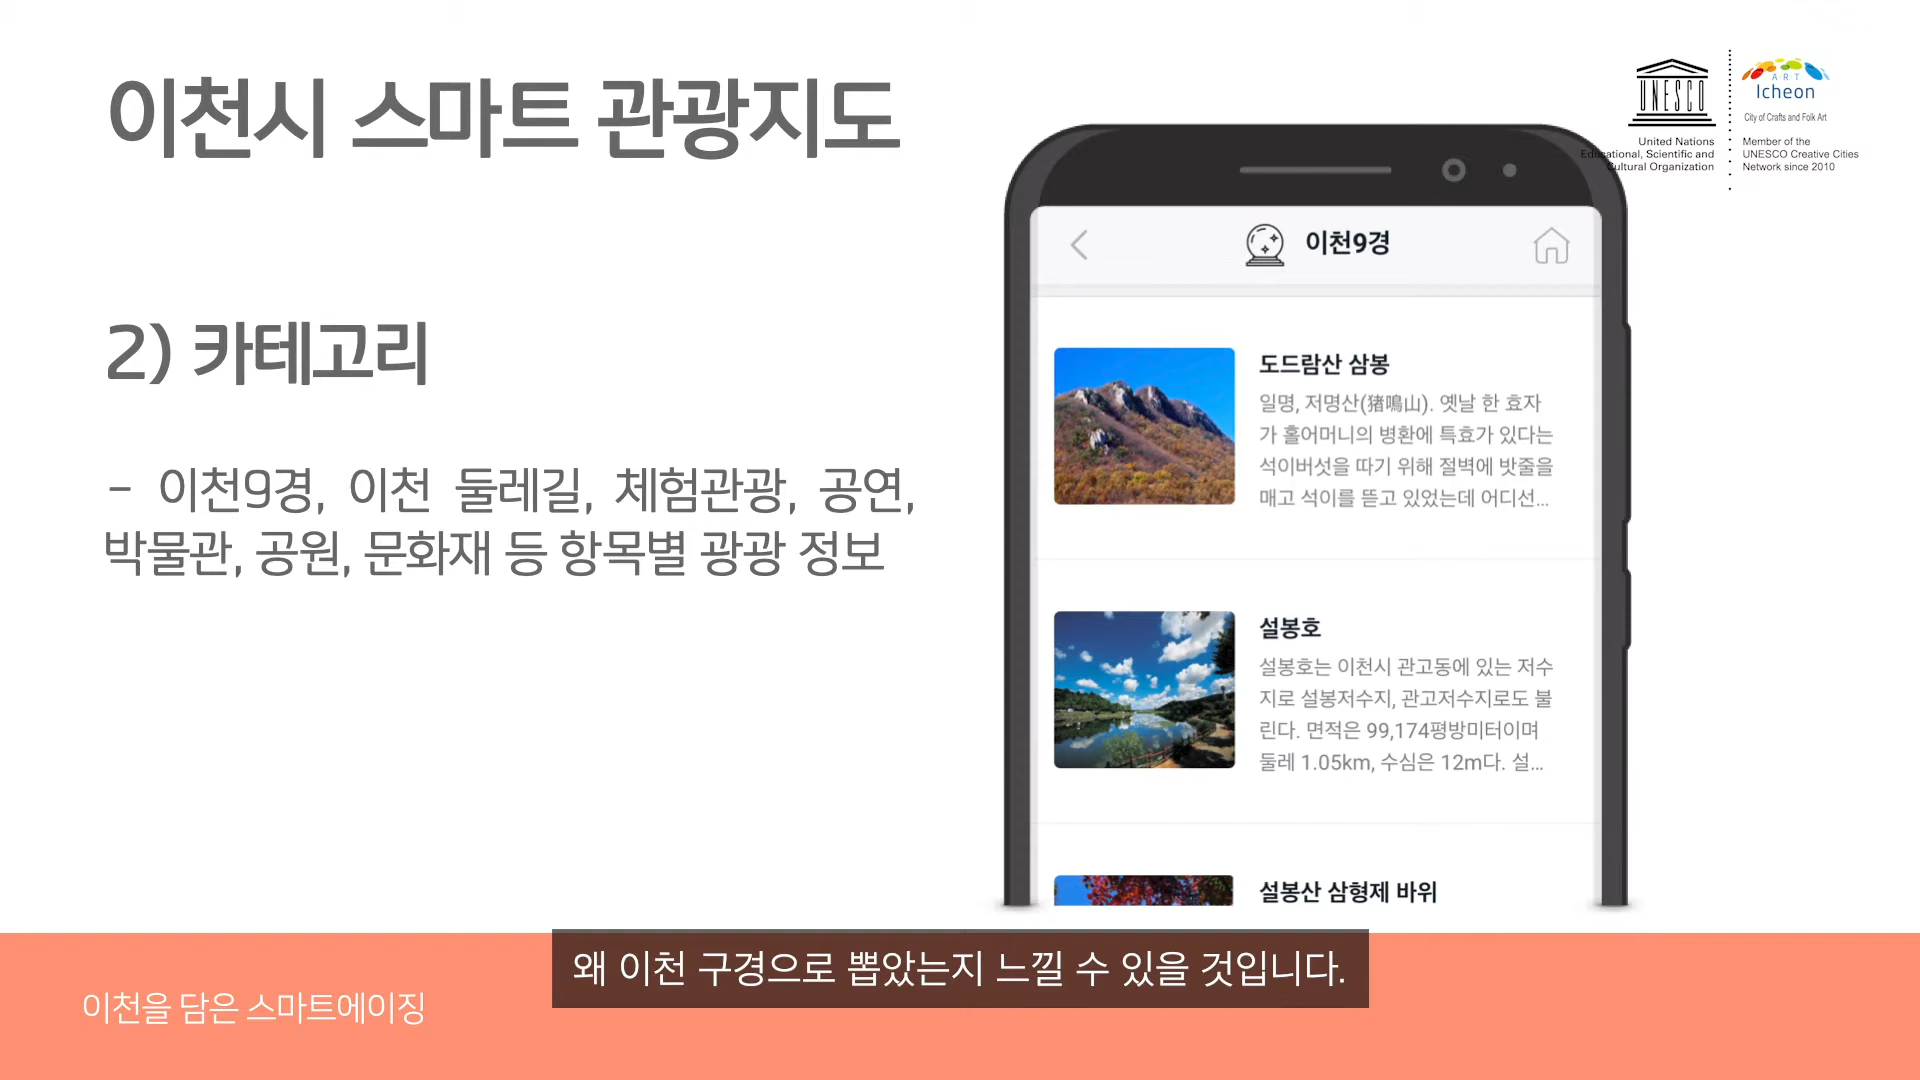 이천시 스마트 관광지도
2) 카테고리
- 이천9경, 이천 둘레길, 체험관광, 공연,
박물관, 공원, 문화재 등 항목별 광광 정보
UNESCO
United Nations
Educational, Scientific and
Cultural Organization
ART
Icheon
City of Crafts and Folk Art
Member of the
UNESCO Creative Cities
Network since 2010
이천9경
도드람산 삼봉
일명, 저명산(猪鳴山). 옛날 한 효자
가 홀어머니의 병환에 특효가 있다는
석이버섯을 따기 위해 절벽에 밧줄을
매고 석이를 뜯고 있었는데 어디선...
설봉호
설봉호는 이천시 관고동에 있는 저수
지로 설봉저수지, 관고저수지로도 불
린다. 면적은 99,174평방미터이며
둘레 1.05km, 수심은 12m다. 설...
설봉산 삼형제 바위
왜 이천 구경으로 뽑았는지 느낄 수 있을 것입니다.
이천을 담은 스마트에이징